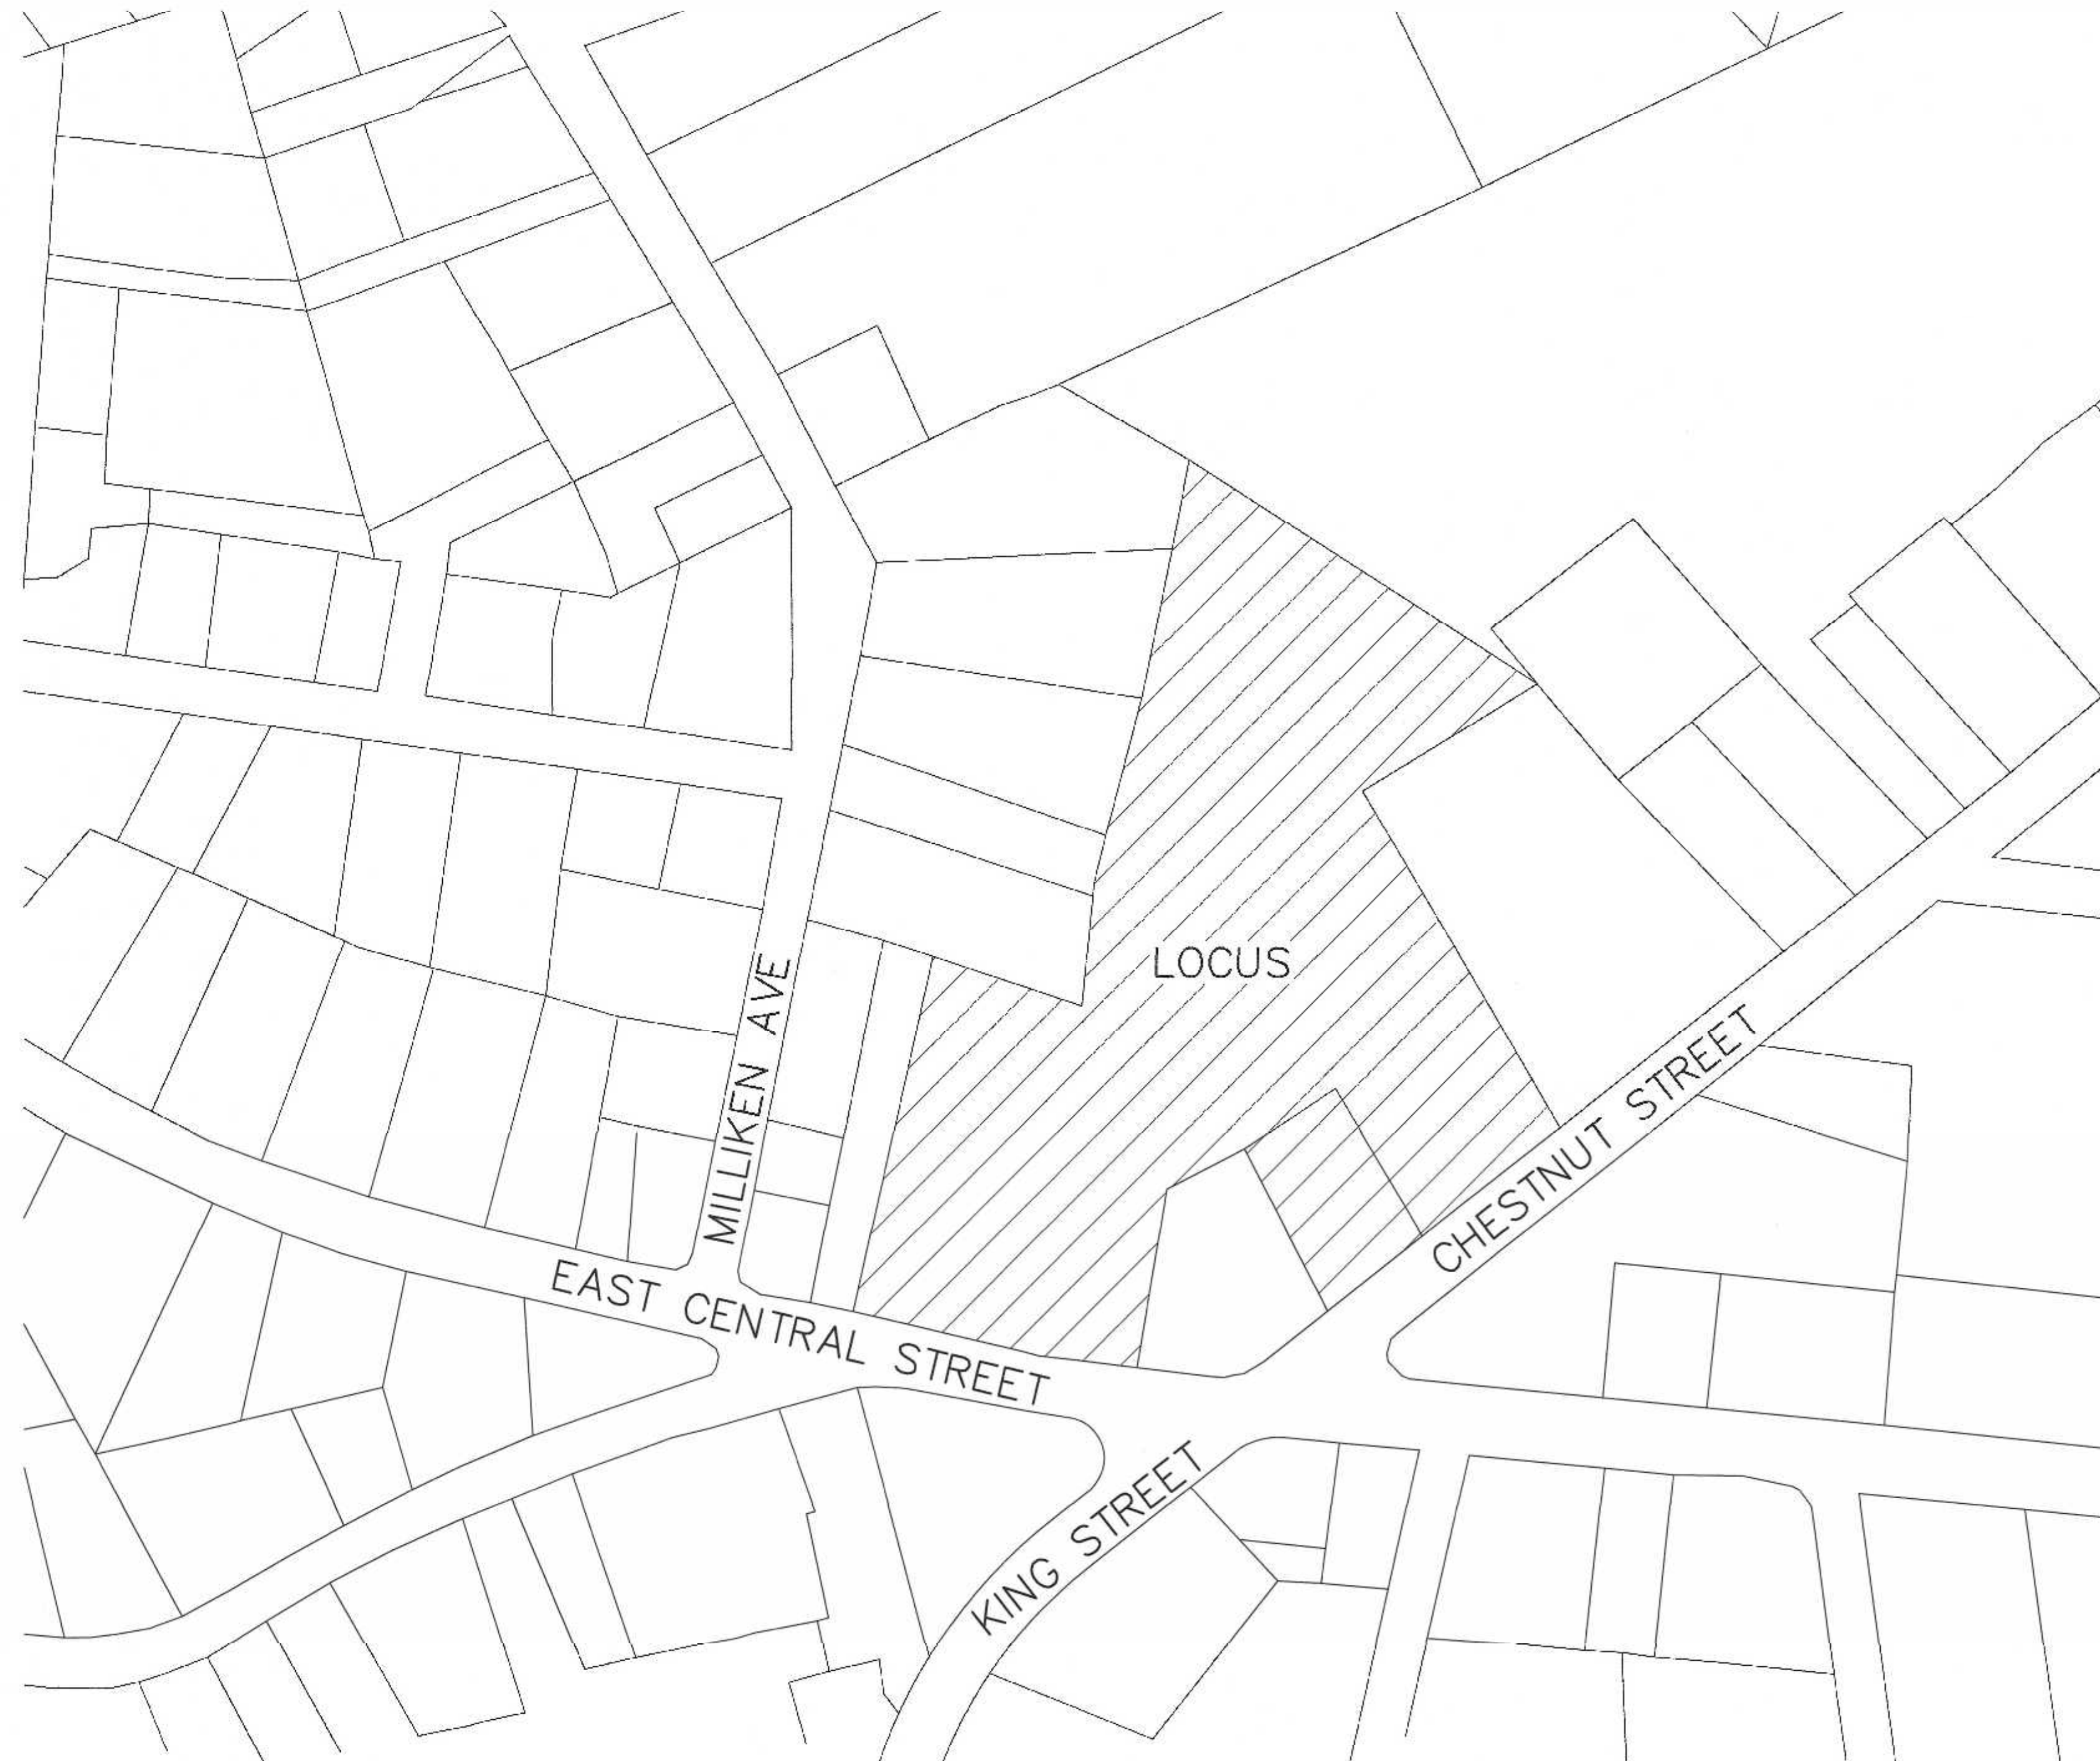 LOCUS
MILLIKEN AVE
CHESTNUT STREET
EAST CENTRAL STREET
KING STREET